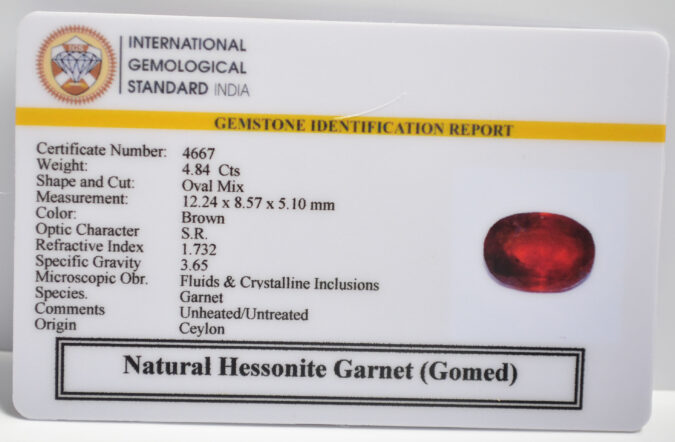 IGS
INTERNATIONAL
GEMOLOGICAL
STANDARD INDIA
GEMSTONE IDENTIFICATION REPORT
Certificate Number: 4667
Weight: 4.84 Cts
Shape and Cut: Oval Mix
Measurement: 12.24 x 8.57 x 5.10 mm
Color: Brown
Optic Character S.R.
Refractive Index 1.732
Specific Gravity 3.65
Microscopic Obr. Fluids & Crystalline Inclusions
Species. Garnet
Comments Unheated/Untreated
Origin Ceylon
Natural Hessonite Garnet (Gomed)